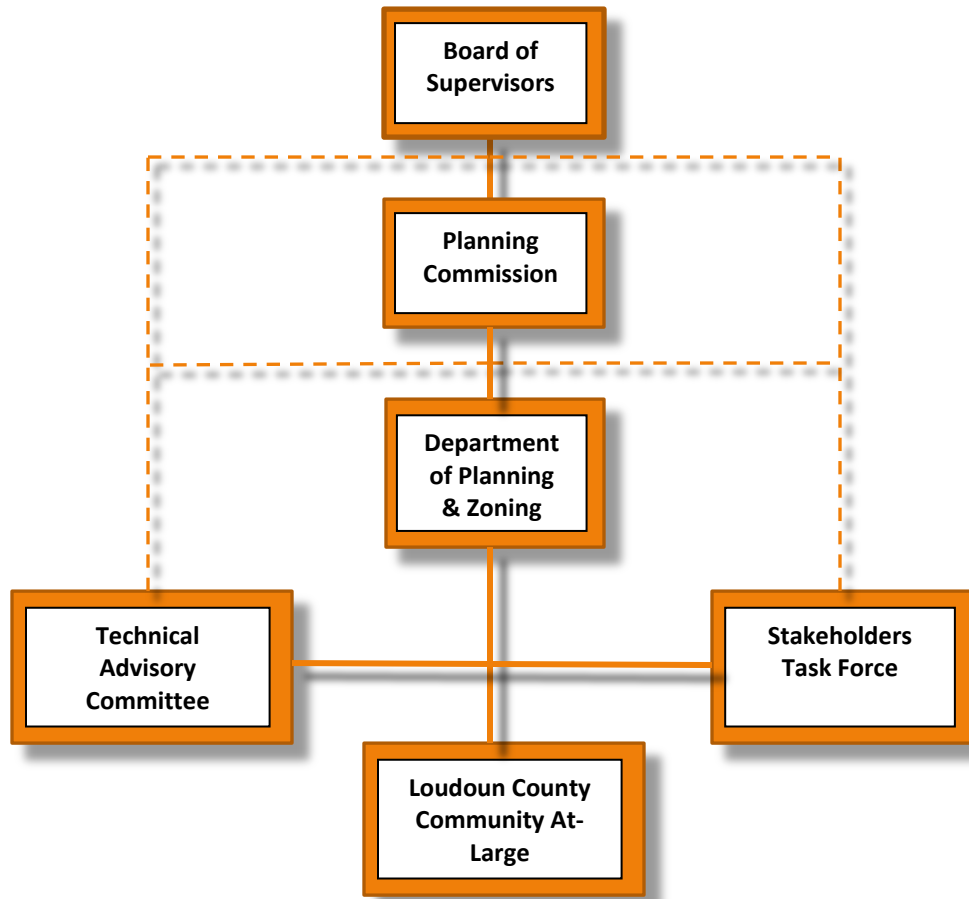 Board of
Supervisors
Planning
Commission
Department
of Planning
& Zoning
Technical
Advisory
Committee
Stakeholders
Task Force
Loudoun County
Community At-
Large